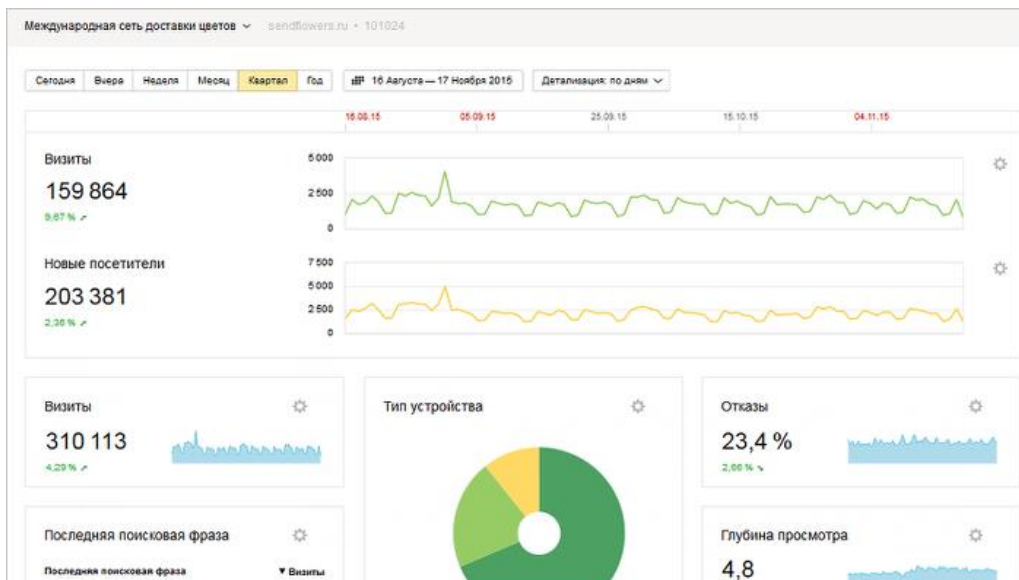 Международная сеть доставки цветов sendflowers.ru • 101024
Сегодня Вчера Неделя Месяц Квартал Год 16 Августа — 17 Ноября 2015 Детализация: по дням
16.08.15 05.09.15 25.09.15 15.10.15 04.11.15
Визиты
159 864
9,67 %
5 000
2 500
0
Новые посетители
203 381
2,36 %
7 500
5 000
2 500
0
Визиты
310 113
4,29 %
Тип устройства
Отказы
23,4 %
2,66 %
Последняя поисковая фраза
Последняя поисковая фраза ▼ Визиты
Глубина просмотра
4,8